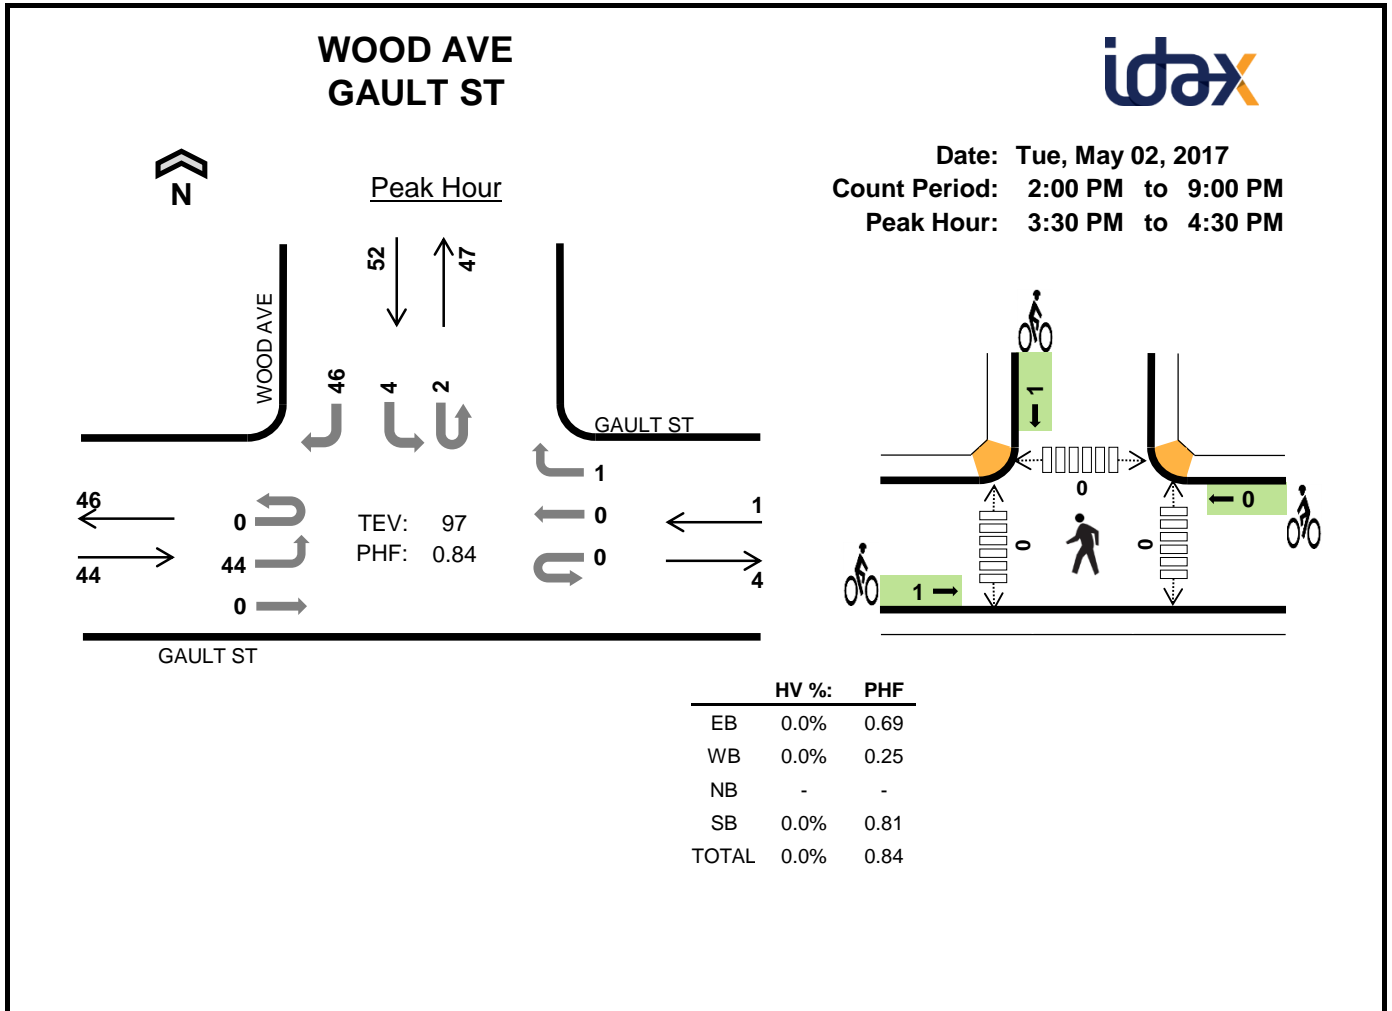 WOOD AVE
GAULT ST
idax
Date: Tue, May 02, 2017
Count Period: 2:00 PM to 9:00 PM
Peak Hour: 3:30 PM to 4:30 PM
N
Peak Hour
52
47
WOOD AVE
46
4
2
GAULT ST
1
0
0
46
44
0
44
0
TEV: 97
PHF: 0.84
1
4
GAULT ST
1
0
0
0
0
1
HV %: PHF
EB 0.0% 0.69
WB 0.0% 0.25
NB - -
SB 0.0% 0.81
TOTAL 0.0% 0.84